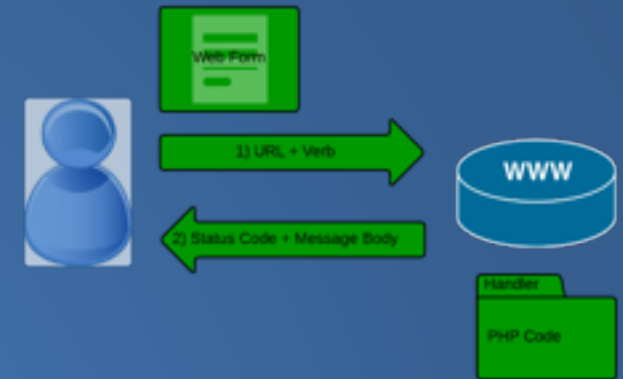 Web Form
1) URL + Verb
WWW
2) Status Code + Message Body
Handler
PHP Code